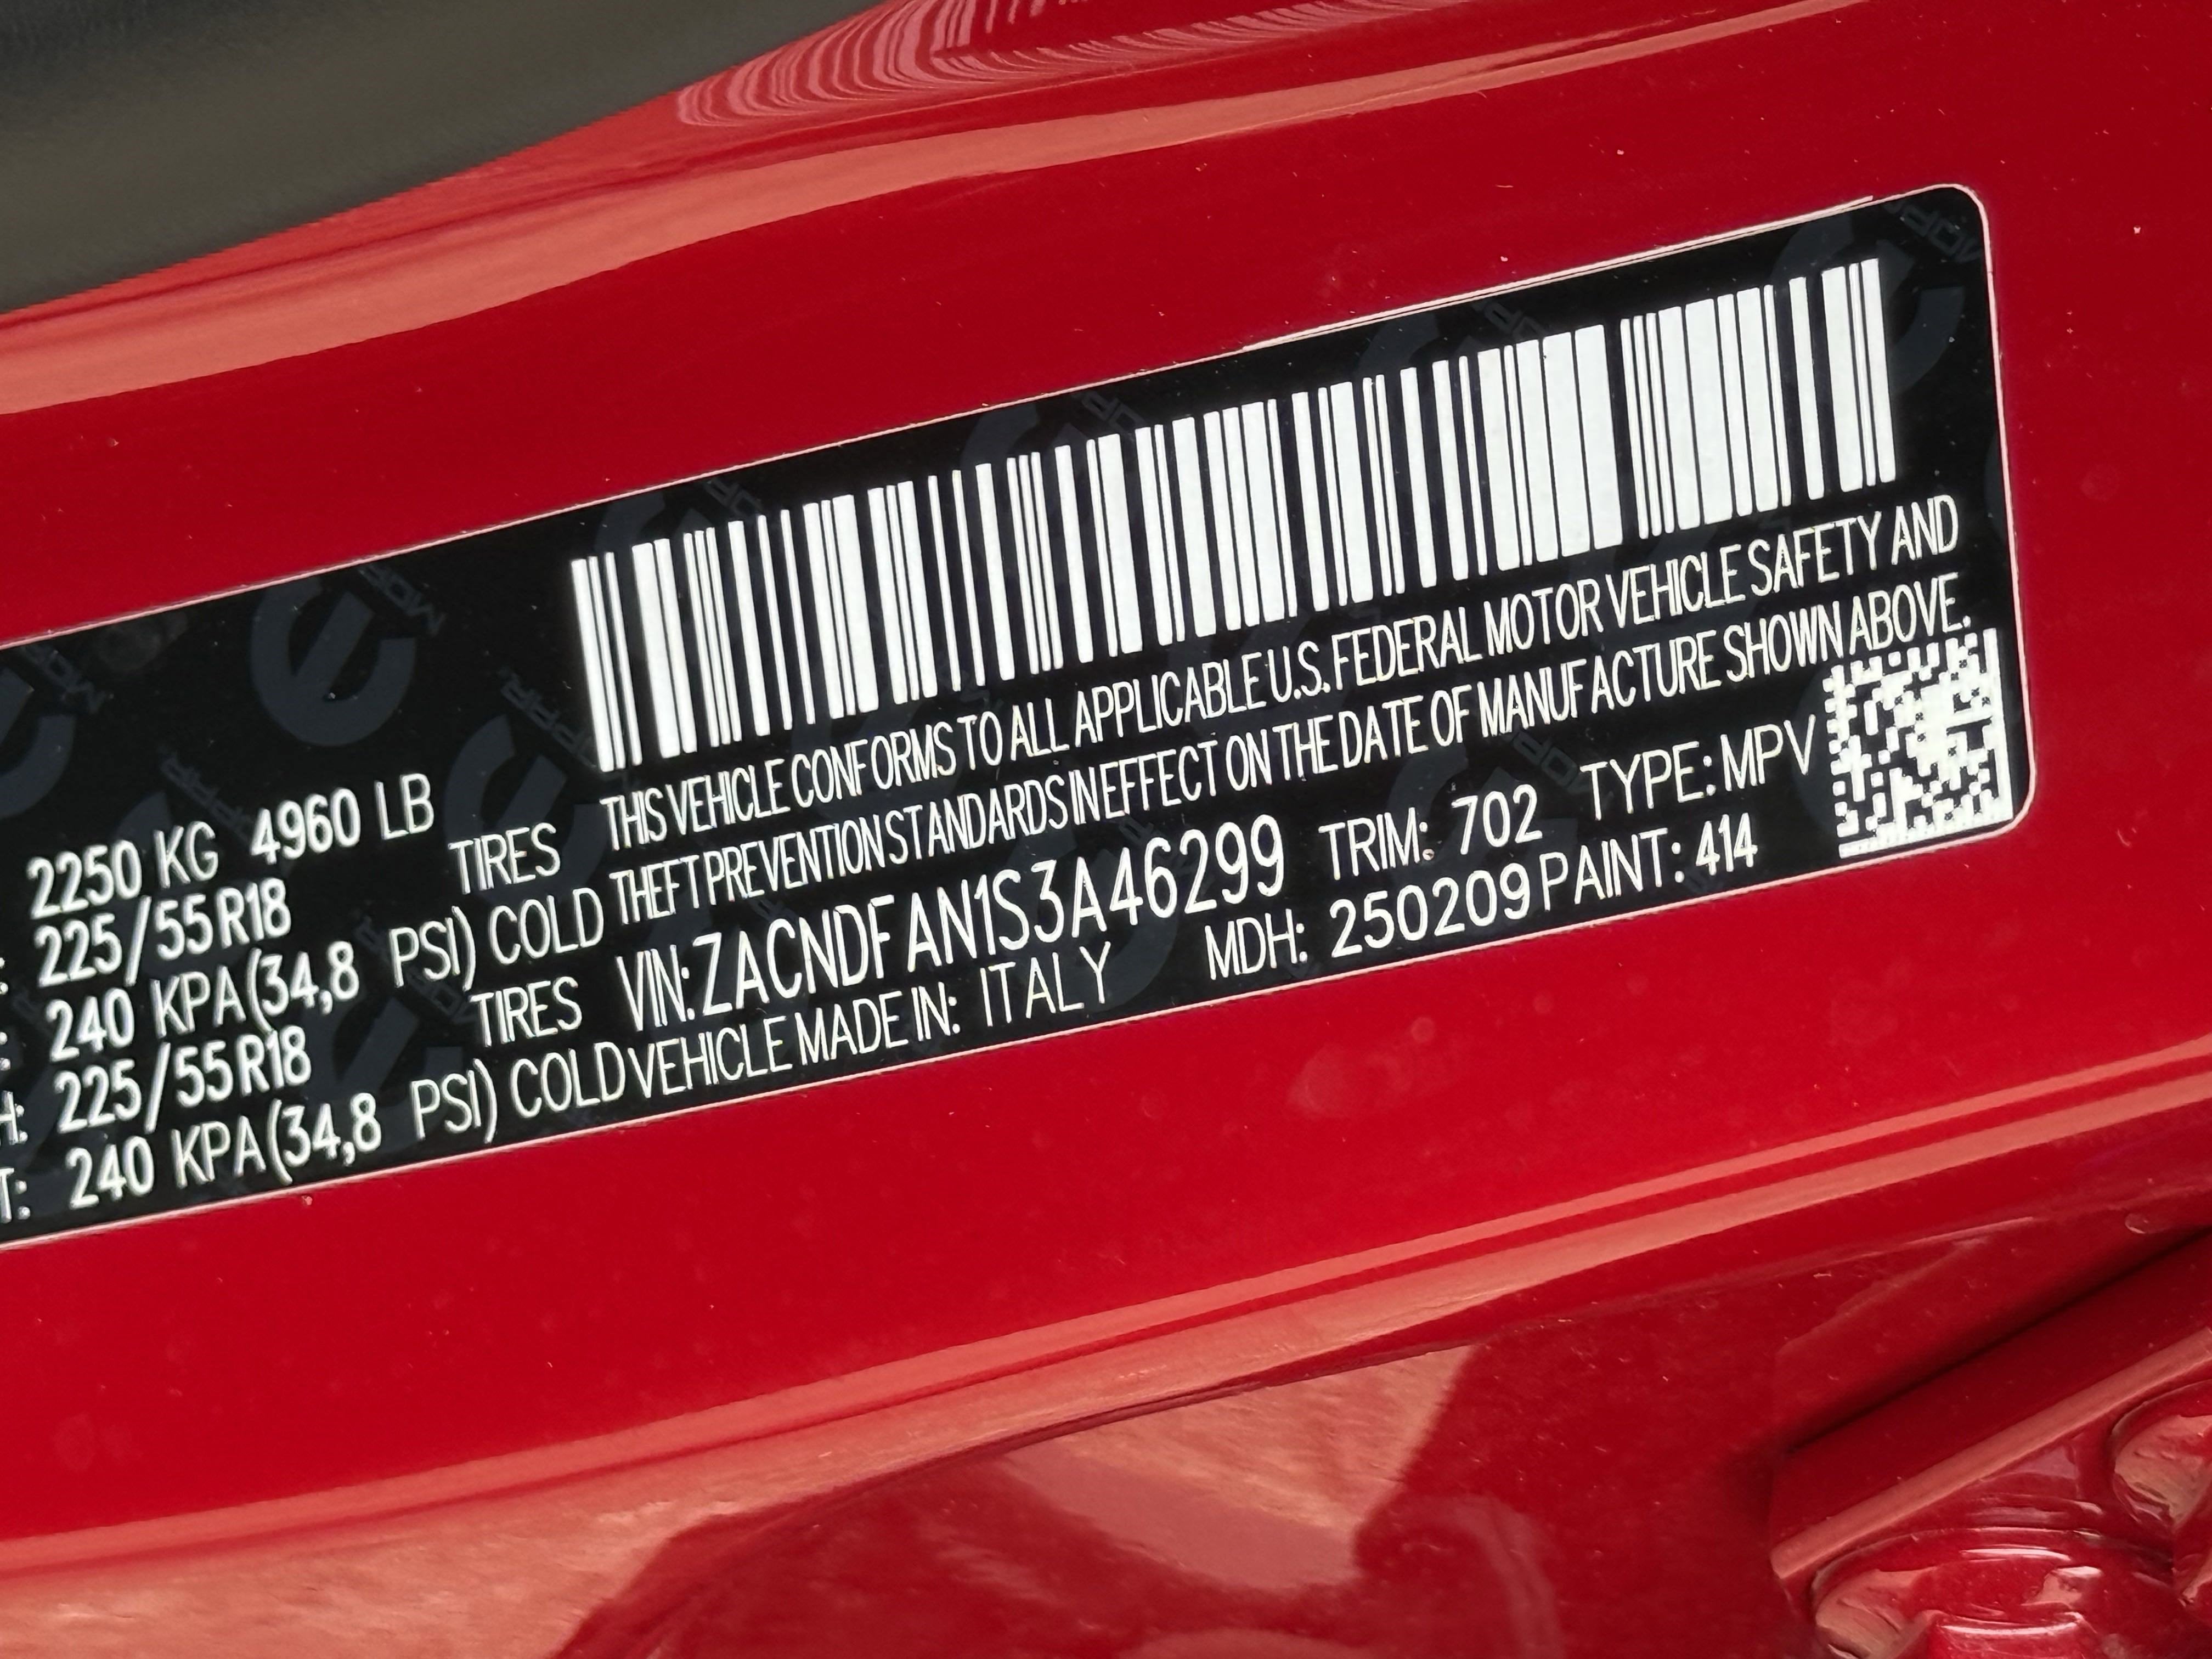 2250 KG 4960 LB
225/55R18 TIRES
240 KPA(34,8 PSI) COLD
H: 225/55R18 TIRES
T: 240 KPA(34,8 PSI) COLD
THIS VEHICLE CONFORMS TO ALL APPLICABLE U.S. FEDERAL MOTOR VEHICLE SAFETY AND
THEFT PREVENTION STANDARDS IN EFFECT ON THE DATE OF MANUFACTURE SHOWN ABOVE.
VIN: ZACNDFAN1S3A46299 TRIM: 702 TYPE: MPV
VEHICLE MADE IN: ITALY MDH: 250209 PAINT: 414
MOPAR